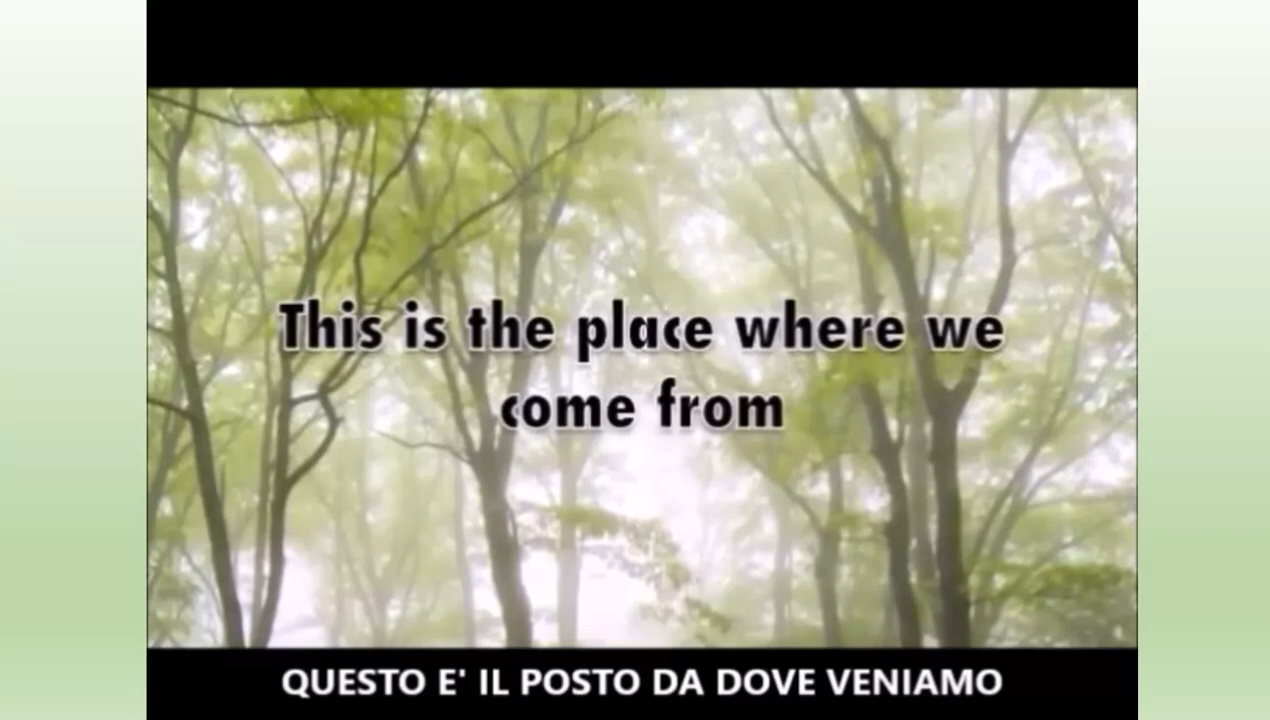 This is the place where we
come from
QUESTO E' IL POSTO DA DOVE VENIAMO